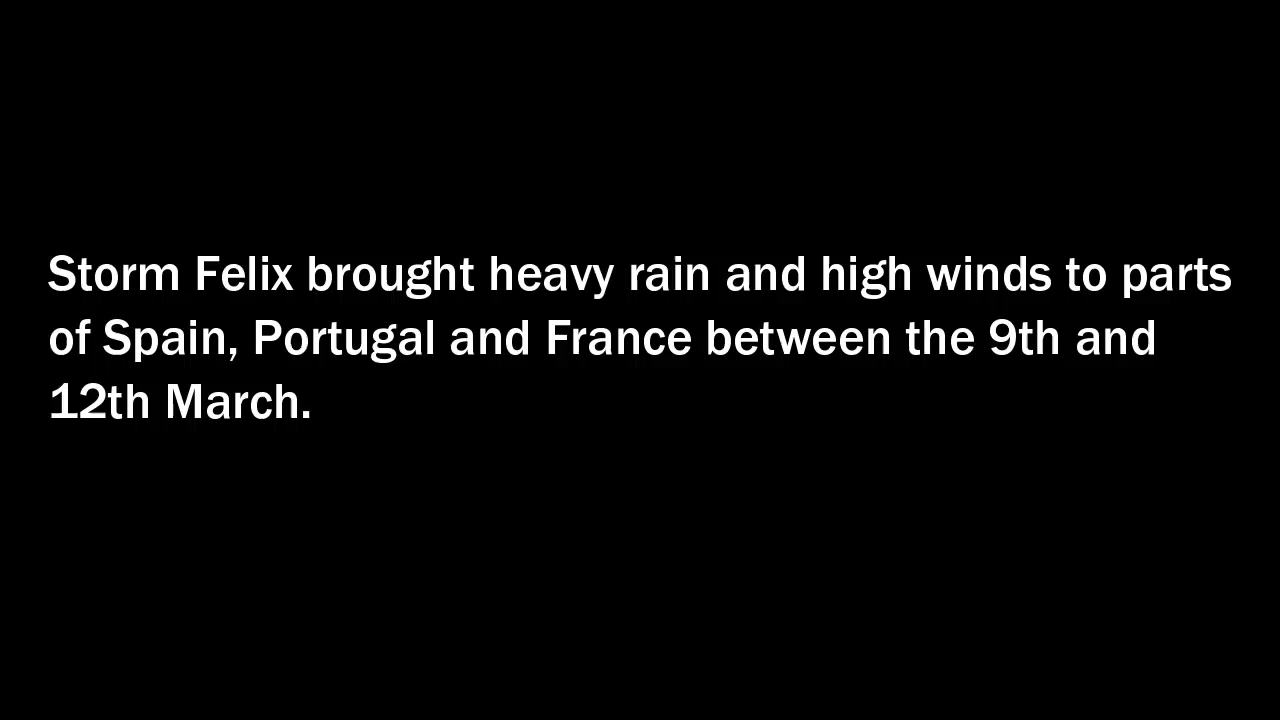 Storm Felix brought heavy rain and high winds to parts
of Spain, Portugal and France between the 9th and
12th March.